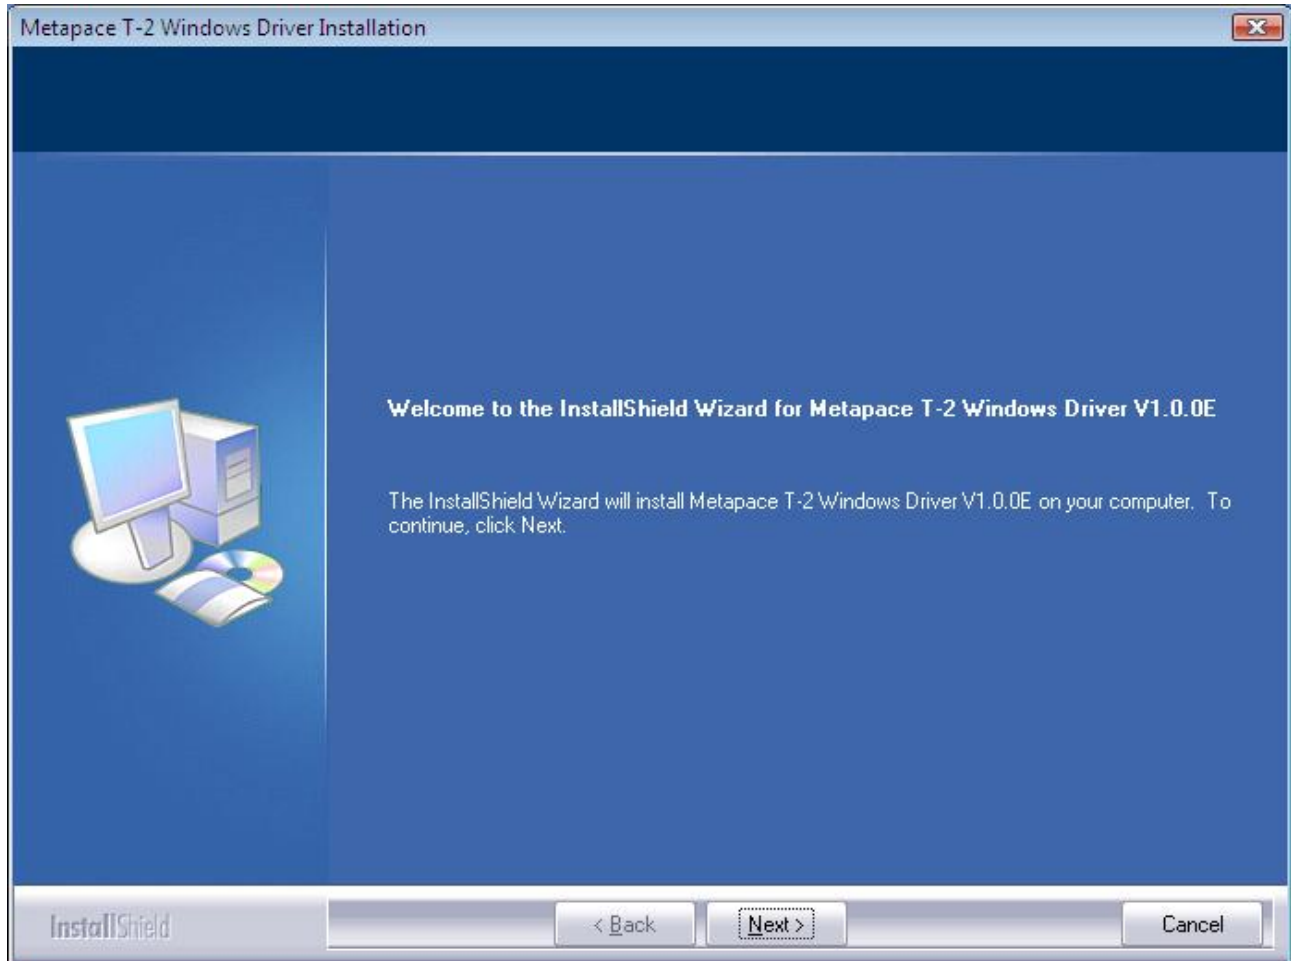 Metapace T-2 Windows Driver Installation
Welcome to the InstallShield Wizard for Metapace T-2 Windows Driver V1.0.0E
The InstallShield Wizard will install Metapace T-2 Windows Driver V1.0.0E on your computer. To
continue, click Next.
InstallShield
< Back
Next >
Cancel